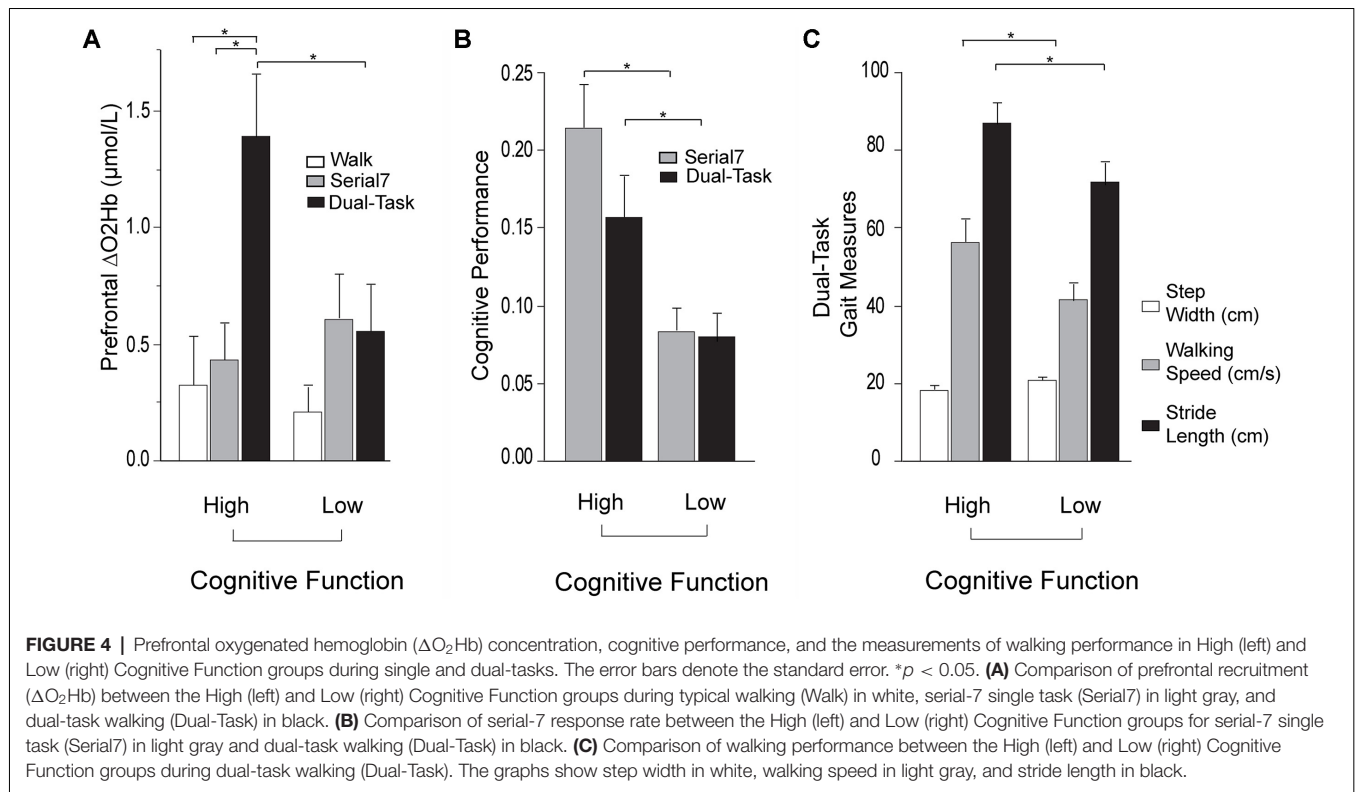 A
*
*
*
Prefrontal ΔO2Hb (μmol/L)
1.5
1.0
0.5
0.0
Walk
Serial7
Dual-Task
High
Low
Cognitive Function
B
*
*
Cognitive Performance
0.25
0.20
0.15
0.10
0.05
0.00
Serial7
Dual-Task
High
Low
Cognitive Function
C
*
*
Dual-Task
Gait Measures
100
80
60
40
20
0
Step
Width (cm)
Walking
Speed (cm/s)
Stride
Length (cm)
High
Low
Cognitive Function
FIGURE 4 | Prefrontal oxygenated hemoglobin (ΔO₂Hb) concentration, cognitive performance, and the measurements of walking performance in High (left) and
Low (right) Cognitive Function groups during single and dual-tasks. The error bars denote the standard error. *p < 0.05. (A) Comparison of prefrontal recruitment
(ΔO₂Hb) between the High (left) and Low (right) Cognitive Function groups during typical walking (Walk) in white, serial-7 single task (Serial7) in light gray, and
dual-task walking (Dual-Task) in black. (B) Comparison of serial-7 response rate between the High (left) and Low (right) Cognitive Function groups for serial-7 single
task (Serial7) in light gray and dual-task walking (Dual-Task) in black. (C) Comparison of walking performance between the High (left) and Low (right) Cognitive
Function groups during dual-task walking (Dual-Task). The graphs show step width in white, walking speed in light gray, and stride length in black.